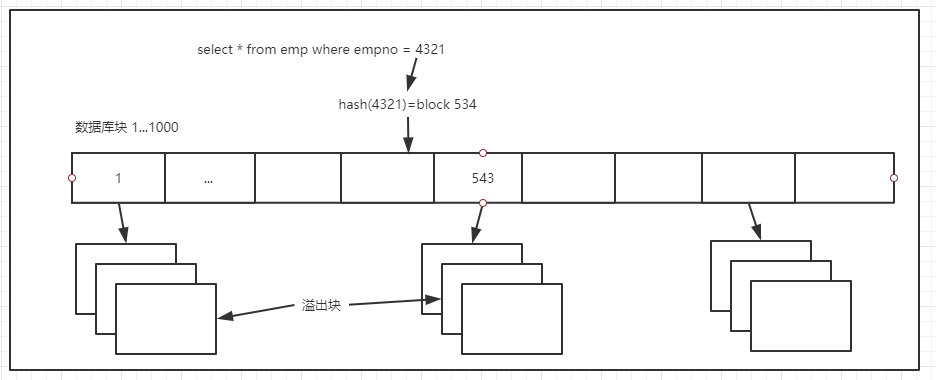 select * from emp where empno = 4321
hash(4321)=block 534
数据库块 1...1000
1
...
543
溢出块